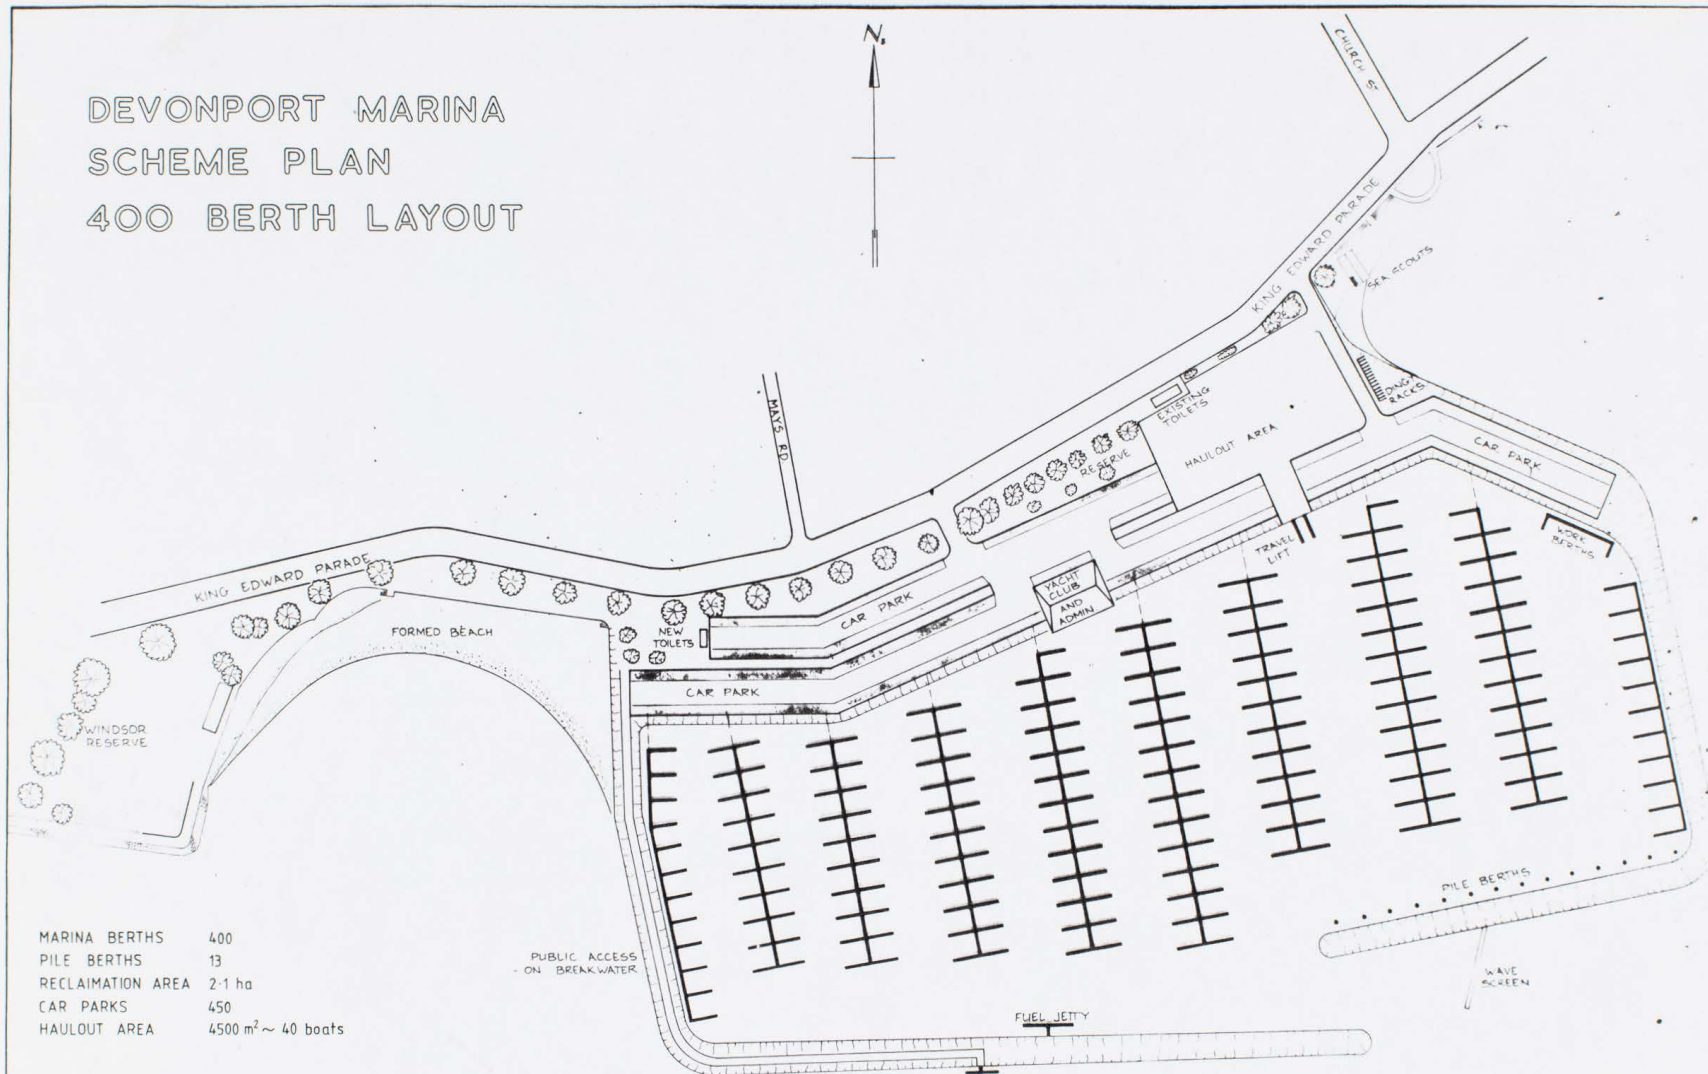 DEVONPORT MARINA
SCHEME PLAN
400 BERTH LAYOUT
N.
CHURCH ST
KING EDWARD PARADE
SEA SCOUTS
MAYS RD
EXISTING
TOILETS
DINGY
RACKS
RESERVE
HAULOUT AREA
CAR PARK
TRAVEL
LIFT
WORK
BERTHS
KING EDWARD PARADE
YACHT
CLUB
AND
ADMIN
CAR PARK
FORMED BEACH
NEW
TOILETS
CAR PARK
WINDSOR
RESERVE
PILE BERTHS
MARINA BERTHS 400
PILE BERTHS 13
RECLAIMATION AREA 2·1 ha
CAR PARKS 450
HAULOUT AREA 4500 m² ~ 40 boats
PUBLIC ACCESS
ON BREAKWATER
WAVE
SCREEN
FUEL JETTY